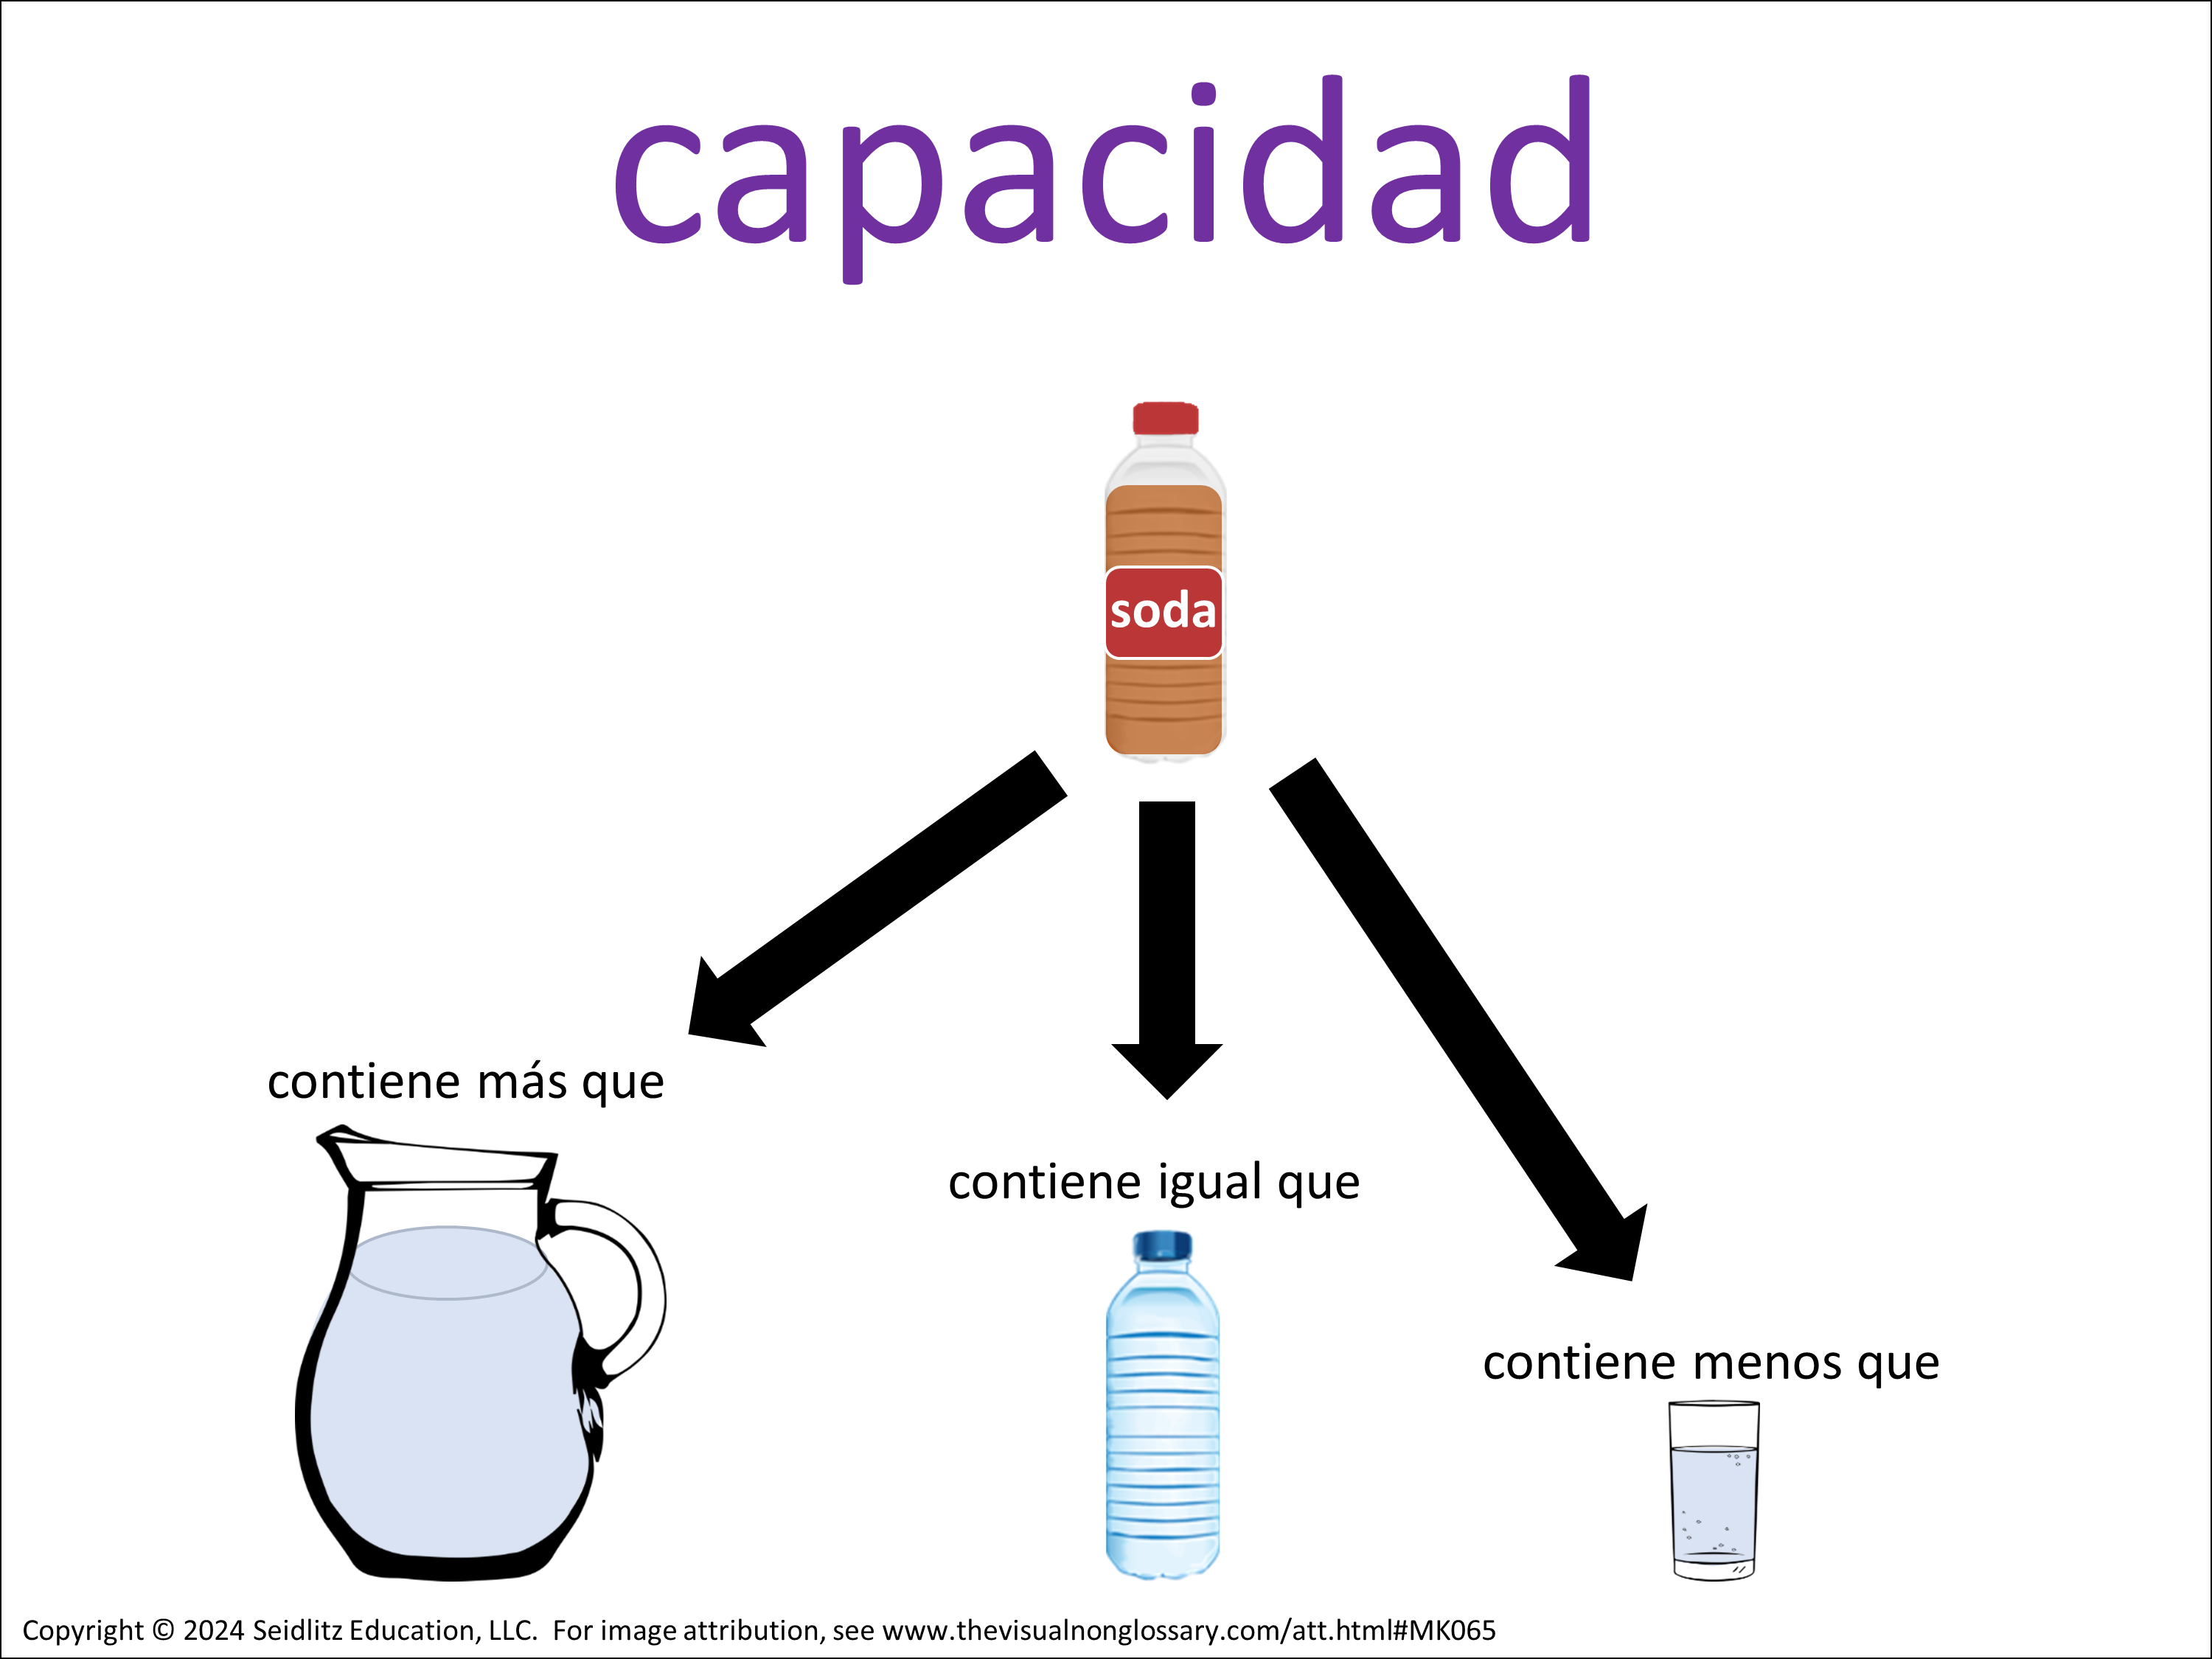 capacidad
soda
contiene más que
contiene igual que
contiene menos que
Copyright © 2024 Seidlitz Education, LLC.  For image attribution, see www.thevisualnonglossary.com/att.html#MK065